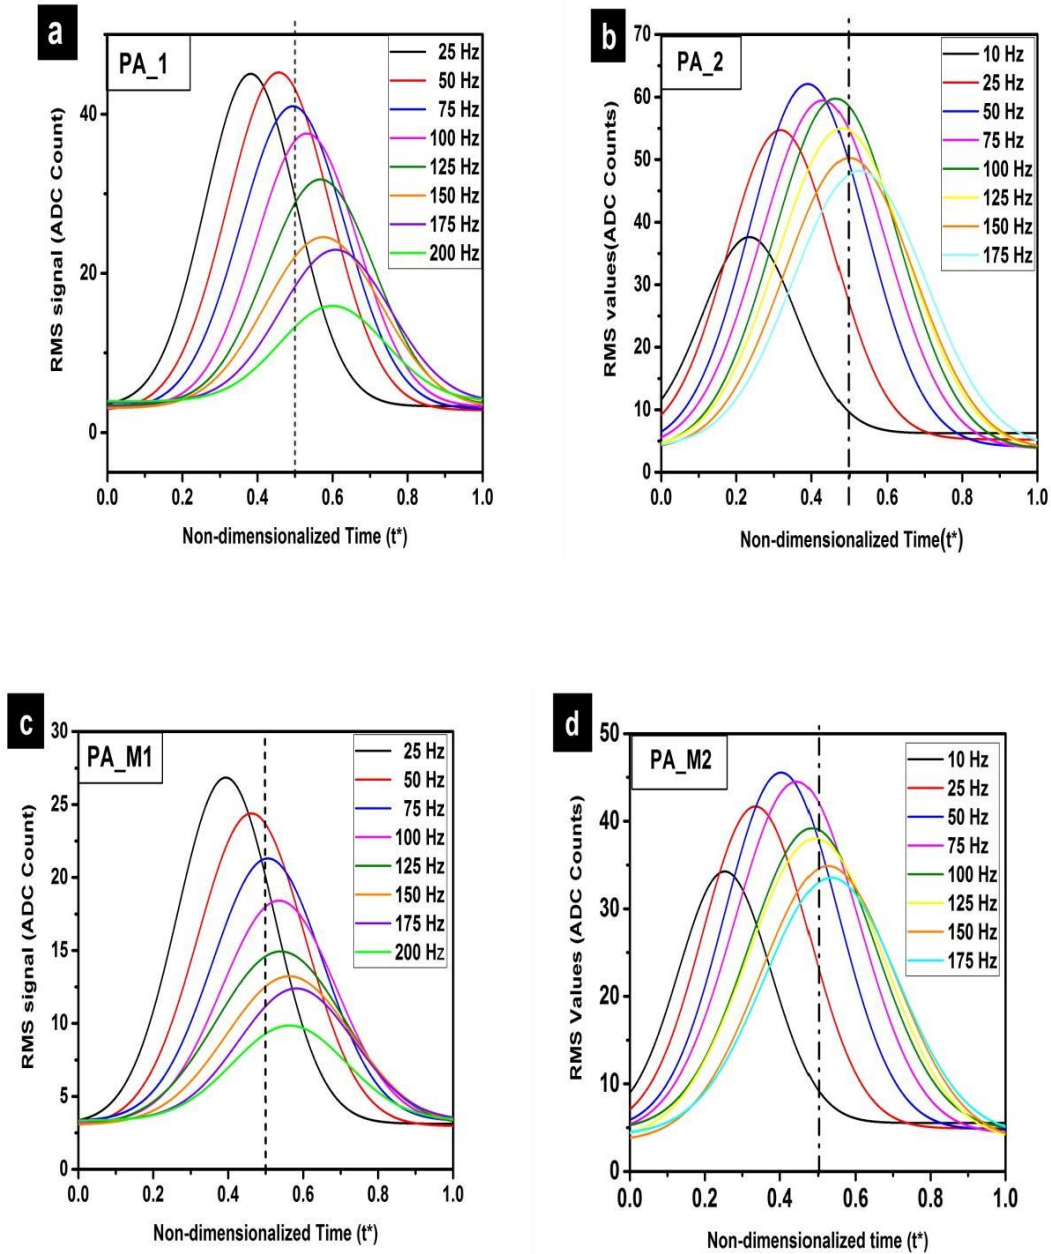 a
PA_1
25 Hz
50 Hz
75 Hz
100 Hz
125 Hz
150 Hz
175 Hz
200 Hz
RMS signal (ADC Count)
40
20
0
0.0 0.2 0.4 0.6 0.8 1.0
Non-dimensionalized Time (t*)
b
PA_2
10 Hz
25 Hz
50 Hz
75 Hz
100 Hz
125 Hz
150 Hz
175 Hz
RMS values(ADC Counts)
70
60
50
40
30
20
10
0
0.0 0.2 0.4 0.6 0.8 1.0
Non-dimensionalized Time(t*)
c
PA_M1
25 Hz
50 Hz
75 Hz
100 Hz
125 Hz
150 Hz
175 Hz
200 Hz
RMS signal (ADC Count)
30
25
20
15
10
5
0
0.0 0.2 0.4 0.6 0.8 1.0
Non-dimensionalized Time (t*)
d
PA_M2
10 Hz
25 Hz
50 Hz
75 Hz
100 Hz
125 Hz
150 Hz
175 Hz
RMS Values (ADC Counts)
50
40
30
20
10
0
0.0 0.2 0.4 0.6 0.8 1.0
Non-dimensionalized time (t*)